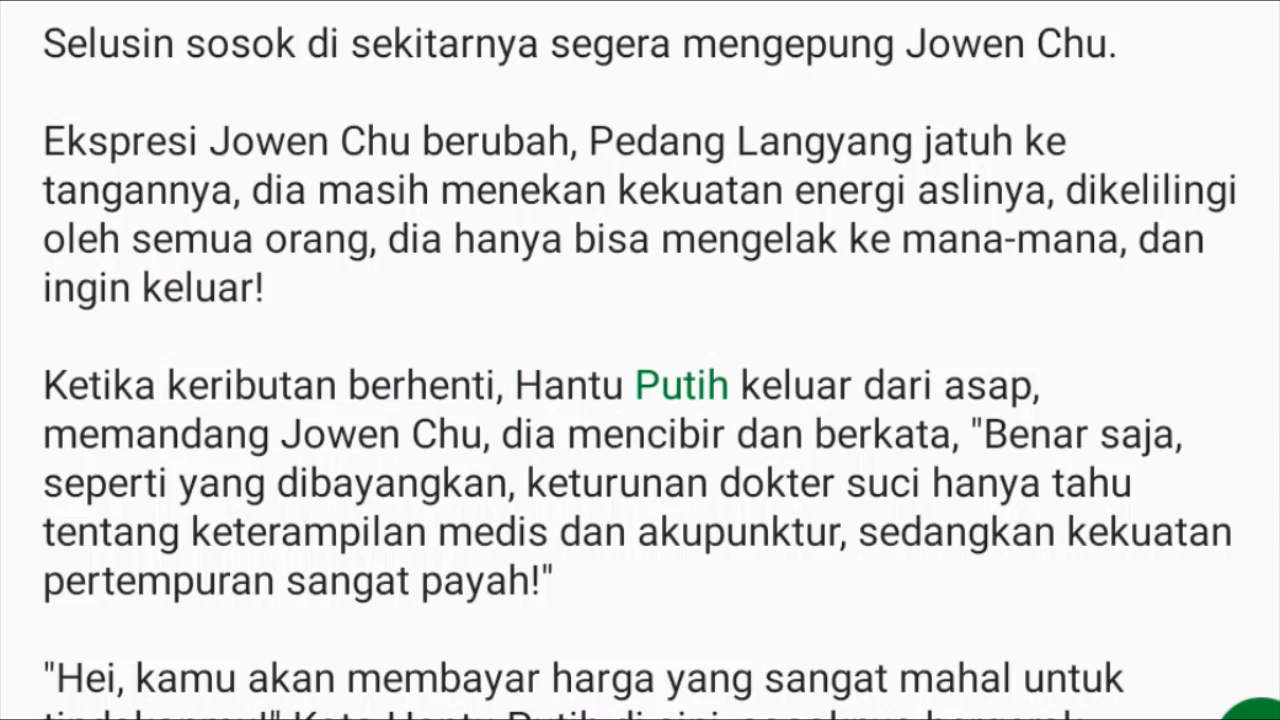 Selusin sosok di sekitarnya segera mengepung Jowen Chu.
Ekspresi Jowen Chu berubah, Pedang Langyang jatuh ke
tangannya, dia masih menekan kekuatan energi aslinya, dikelilingi
oleh semua orang, dia hanya bisa mengelak ke mana-mana, dan
ingin keluar!
Ketika keributan berhenti, Hantu Putih keluar dari asap,
memandang Jowen Chu, dia mencibir dan berkata, "Benar saja,
seperti yang dibayangkan, keturunan dokter suci hanya tahu
tentang keterampilan medis dan akupunktur, sedangkan kekuatan
pertempuran sangat payah!"
"Hei, kamu akan membayar harga yang sangat mahal untuk